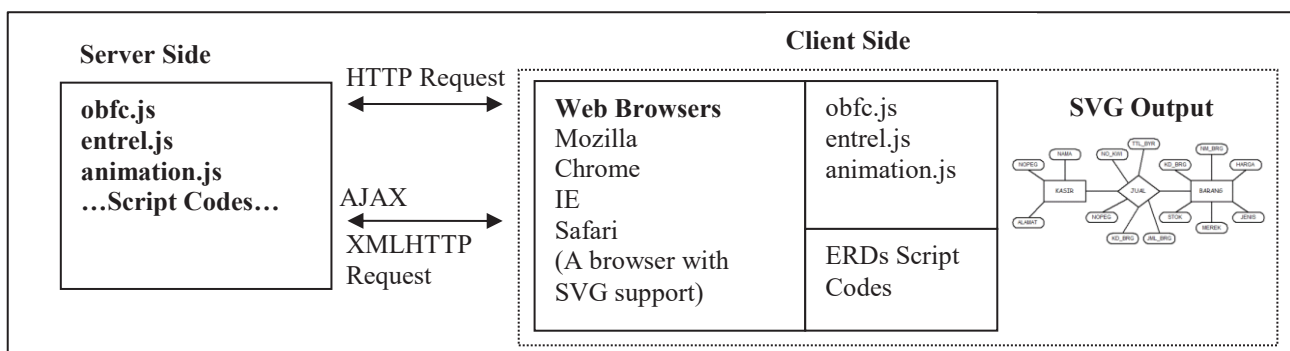 Server Side
obfc.js
entrel.js
animation.js
…Script Codes…
HTTP Request
AJAX
XMLHTTP
Request
Client Side
Web Browsers
Mozilla
Chrome
IE
Safari
(A browser with
SVG support)
obfc.js
entrel.js
animation.js
ERDs Script
Codes
SVG Output
TTL_BYR
NAMA
NO_KWI
NM_BRG
NOPEG
KD_BRG
HARGA
KASIR
JUAL
BARANG
ALAMAT
NOPEG
STOK
JENIS
KD_BRG
JML_BRG
MEREK